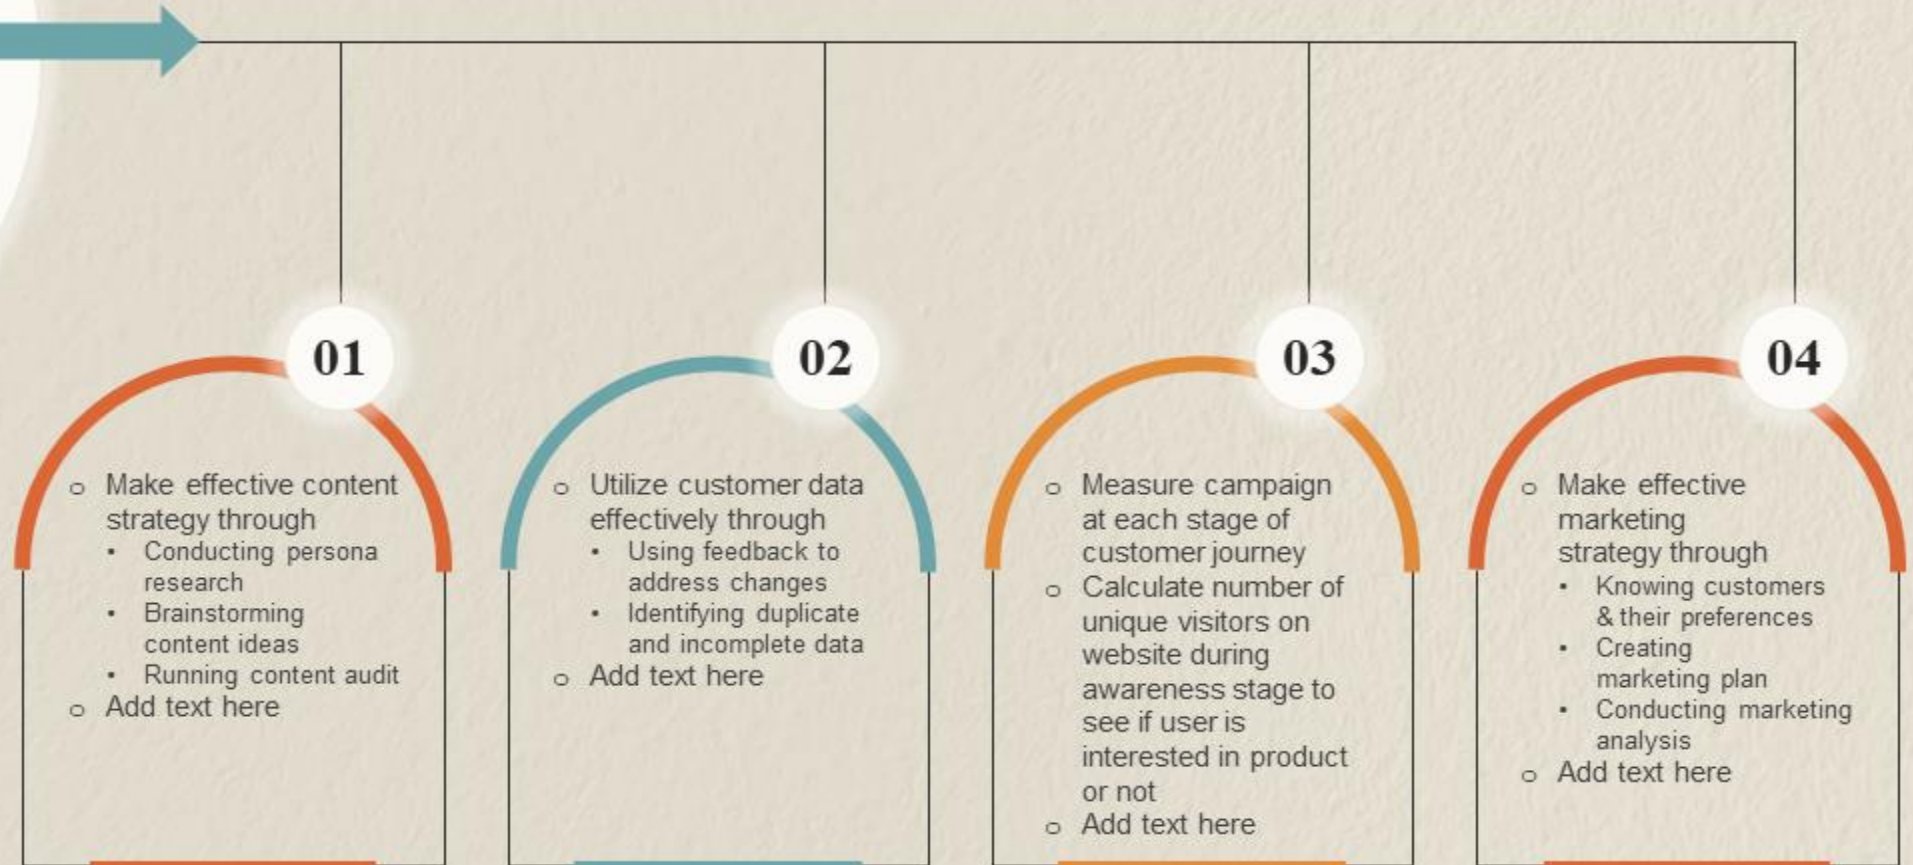 01
Make effective content
strategy through
Conducting persona
research
Brainstorming
content ideas
Running content audit
Add text here
02
Utilize customer data
effectively through
Using feedback to
address changes
Identifying duplicate
and incomplete data
Add text here
03
Measure campaign
at each stage of
customer journey
Calculate number of
unique visitors on
website during
awareness stage to
see if user is
interested in product
or not
Add text here
04
Make effective
marketing
strategy through
Knowing customers
& their preferences
Creating
marketing plan
Conducting marketing
analysis
Add text here